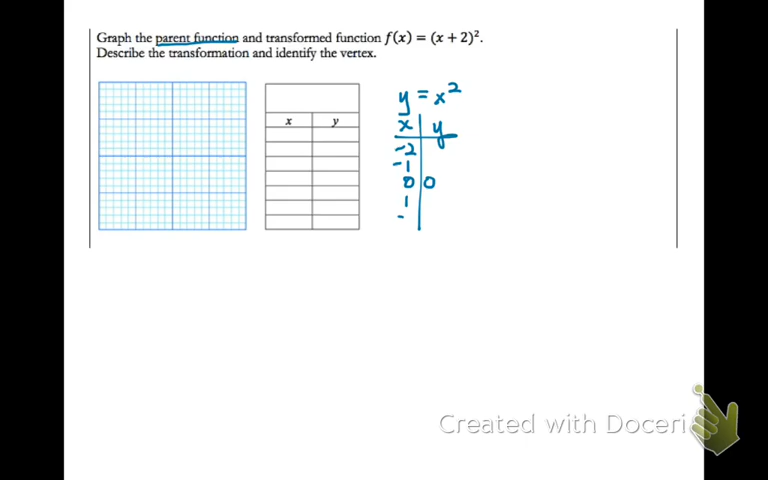 Graph the parent function and transformed function f(x) = (x + 2)².
Describe the transformation and identify the vertex.
x y
y = x²
x y
-2
-1
0 0
1
-
Created with Doceri